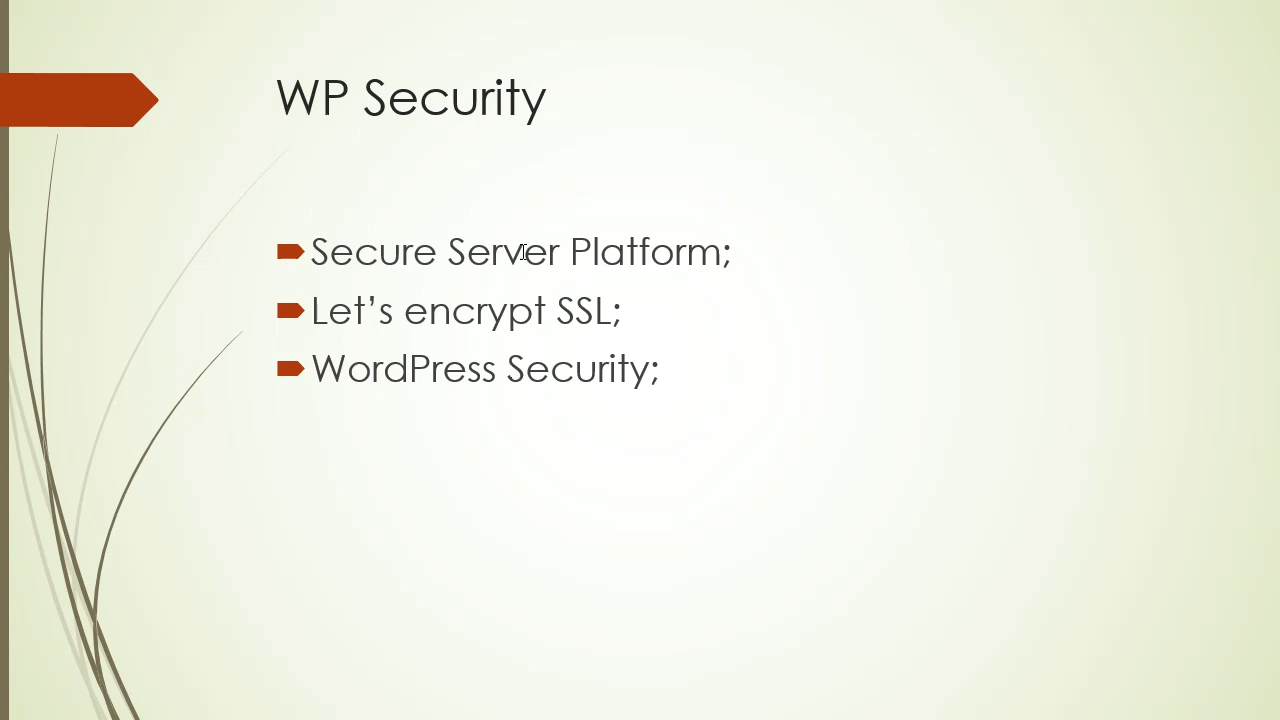 WP Security
Secure Server Platform;
Let’s encrypt SSL;
WordPress Security;